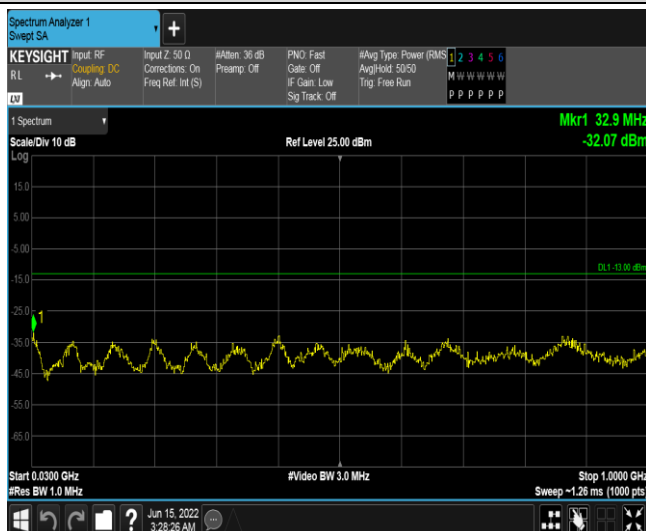 Spectrum Analyzer 1
Swept SA
+
KEYSIGHT
RL
LXI
Input: RF
Coupling: DC
Align: Auto
Input Z: 50 Ω
Corrections: On
Freq Ref: Int (S)
#Atten: 36 dB
Preamp: Off
PNO: Fast
Gate: Off
IF Gain: Low
Sig Track: Off
#Avg Type: Power (RMS
Avg|Hold: 50/50
Trig: Free Run
1 2 3 4 5 6
M W W W W W
P P P P P P
1 Spectrum
Scale/Div 10 dB
Log
Ref Level 25.00 dBm
Mkr1 32.9 MHz
-32.07 dBm
15.0
5.00
-5.00
DL1 -13.00 dBm
-15.0
-25.0
1
-35.0
-45.0
-55.0
-65.0
Start 0.0300 GHz
#Res BW 1.0 MHz
#Video BW 3.0 MHz
Stop 1.0000 GHz
Sweep ~1.26 ms (1000 pts)
?
Jun 15, 2022
3:28:26 AM